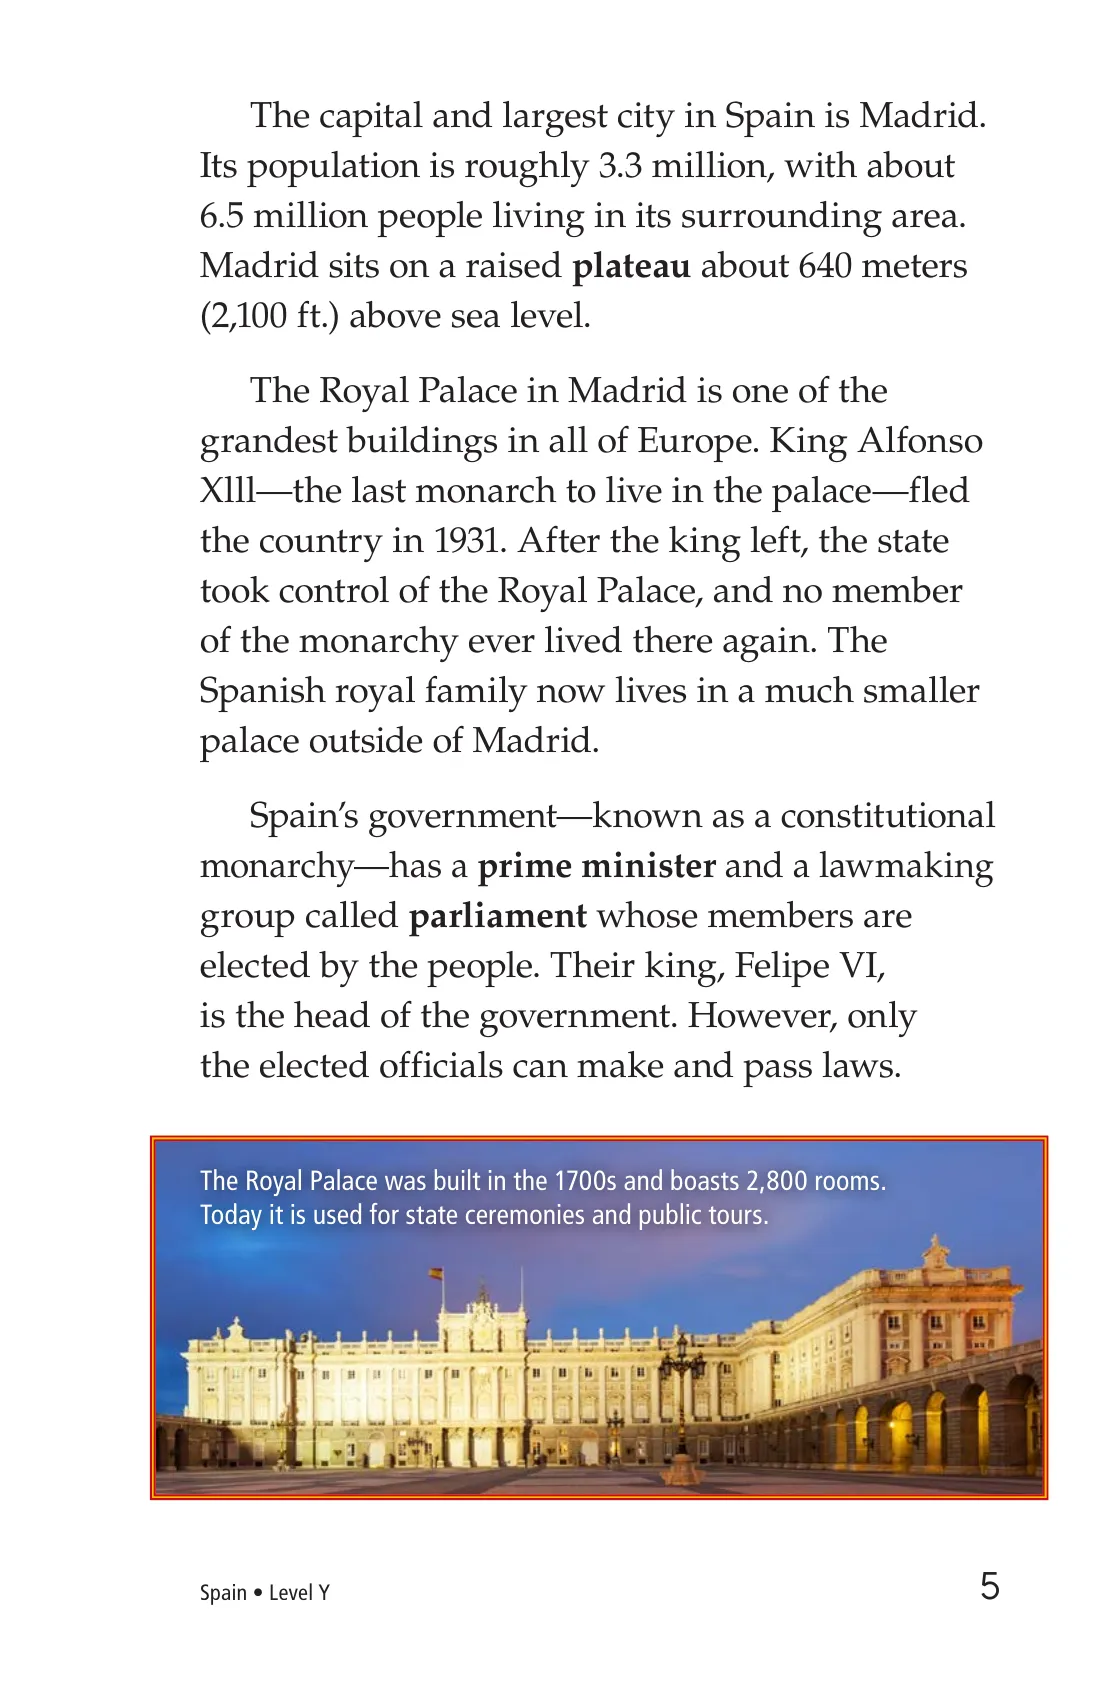 The capital and largest city in Spain is Madrid.
Its population is roughly 3.3 million, with about
6.5 million people living in its surrounding area.
Madrid sits on a raised plateau about 640 meters
(2,100 ft.) above sea level.
The Royal Palace in Madrid is one of the
grandest buildings in all of Europe. King Alfonso
Xlll—the last monarch to live in the palace—fled
the country in 1931. After the king left, the state
took control of the Royal Palace, and no member
of the monarchy ever lived there again. The
Spanish royal family now lives in a much smaller
palace outside of Madrid.
Spain’s government—known as a constitutional
monarchy—has a prime minister and a lawmaking
group called parliament whose members are
elected by the people. Their king, Felipe VI,
is the head of the government. However, only
the elected officials can make and pass laws.
The Royal Palace was built in the 1700s and boasts 2,800 rooms.
Today it is used for state ceremonies and public tours.
Spain • Level Y
5